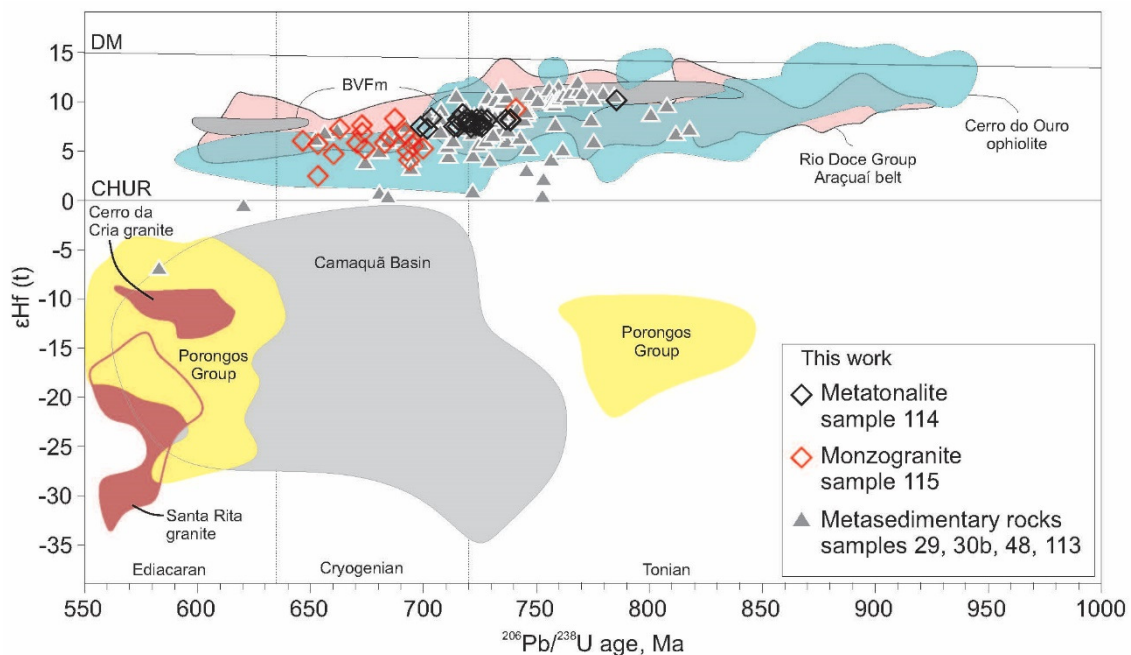 15
DM
10
BVFm
5
Cerro do Ouro
ophiolite
Rio Doce Group
Araçuaí belt
CHUR
0
Cerro da
Cria granite
-5
Camaquã Basin
-10
Porongos
Group
Porongos
Group
-15
-20
-25
-30
Santa Rita
granite
-35
εHf (t)
This work
Metatonalite
sample 114
Monzogranite
sample 115
Metasedimentary rocks
samples 29, 30b, 48, 113
Ediacaran
Cryogenian
Tonian
550 600 650 700 750 800 850 900 950 1000
²⁰⁶Pb/²³⁸U age, Ma